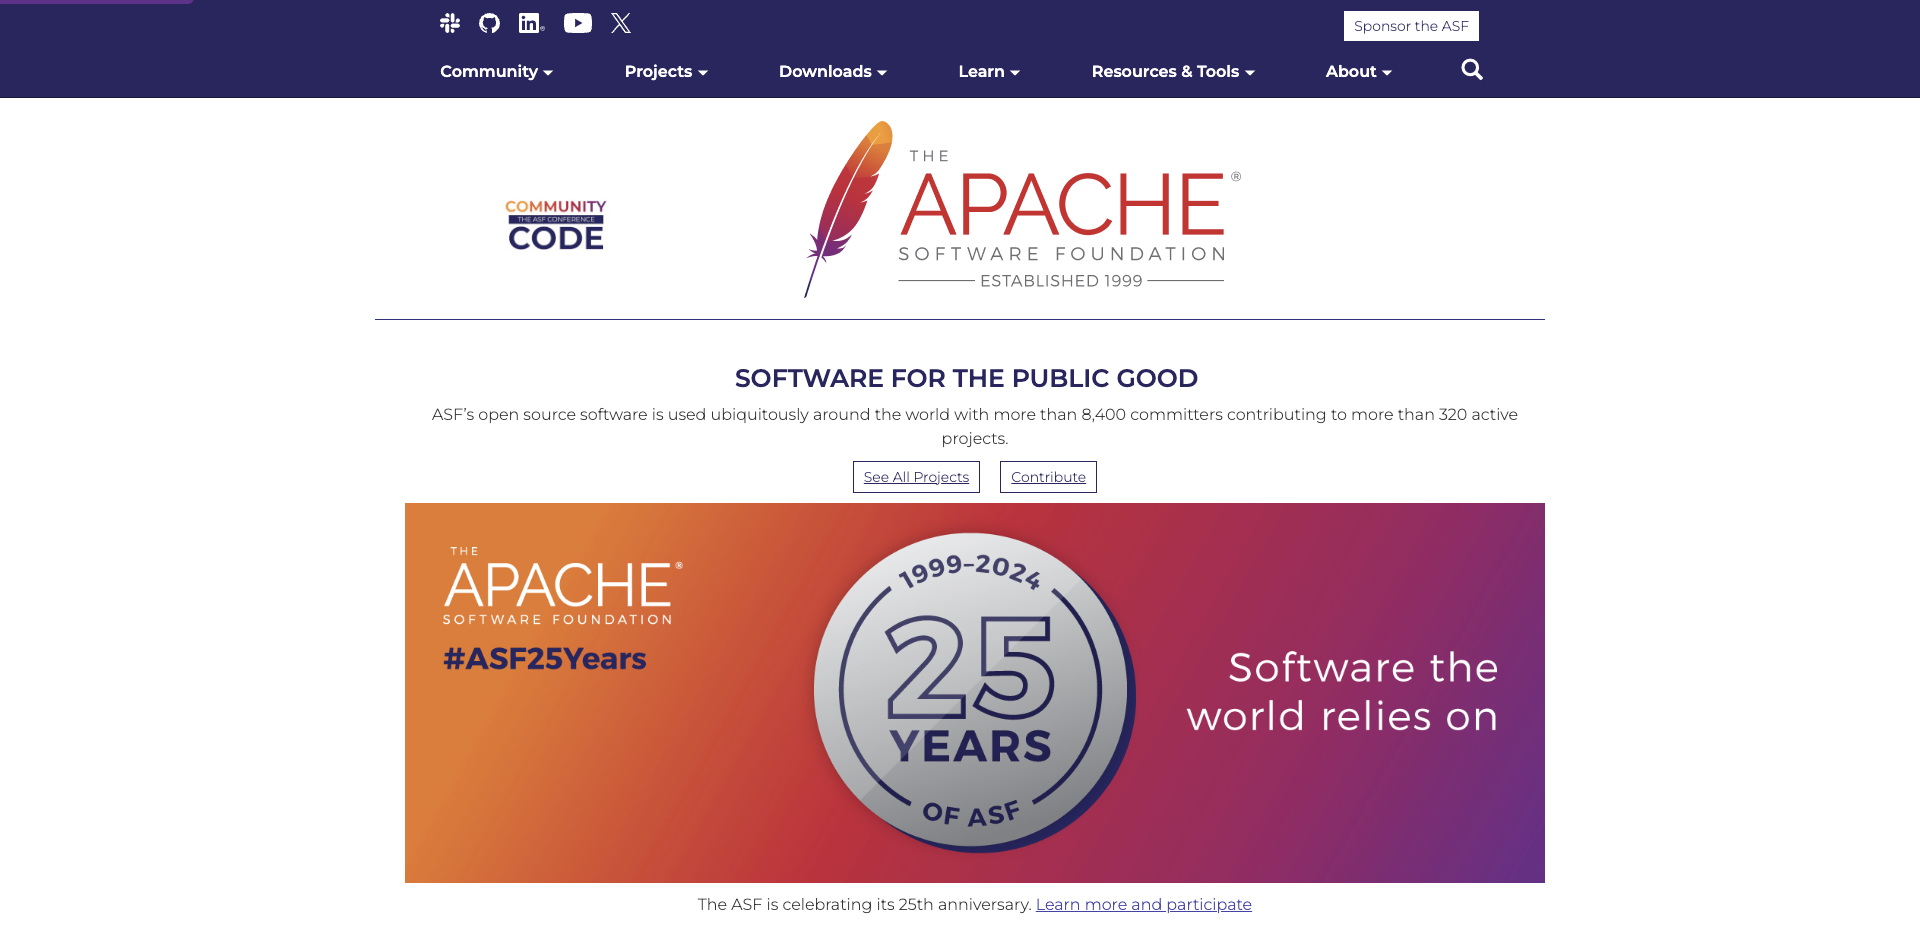 Sponsor the ASF
Community Projects Downloads Learn Resources & Tools About
COMMUNITY
THE ASF CONFERENCE
CODE
THE
APACHE®
SOFTWARE FOUNDATION
ESTABLISHED 1999
SOFTWARE FOR THE PUBLIC GOOD
ASF’s open source software is used ubiquitously around the world with more than 8,400 committers contributing to more than 320 active
projects.
See All Projects Contribute
THE
APACHE®
SOFTWARE FOUNDATION
#ASF25Years
1999–2024
25
YEARS
OF ASF
Software the
world relies on
The ASF is celebrating its 25th anniversary. Learn more and participate